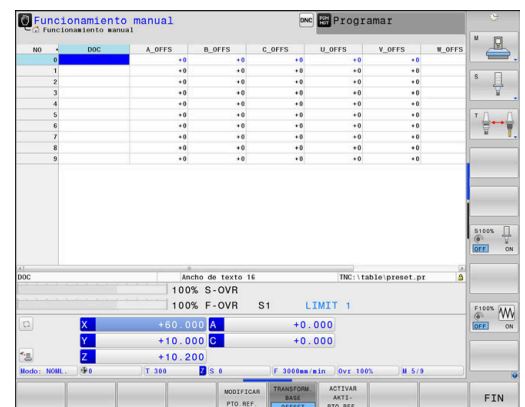 Funcionamiento manual DNC Programar
Funcionamiento manual
NO DOC A_OFFS B_OFFS C_OFFS U_OFFS V_OFFS W_OFFS
0 +0 +0 +0 +0 +0
1 +0 +0 +0 +0 +0
2 +0 +0 +0 +0 +0
3 +0 +0 +0 +0 +0
4 +0 +0 +0 +0 +0
5 +0 +0 +0 +0 +0
6 +0 +0 +0 +0 +0
7 +0 +0 +0 +0 +0
8 +0 +0 +0 +0 +0
9 +0 +0 +0 +0 +0
M
S
T
S100%
OFF ON
DOC Ancho de texto 16 TNC:\table\preset.pr
100% S-OVR
100% F-OVR S1 LIMIT 1
F100%
OFF ON
X +60.000 A +0.000
Y +10.000 C +0.000
Z +10.200
Modo: NOML. 0 T 300 Z S 0 F 3000mm/min Ovr 100% M 5/9
MODIFICAR PTO.REF.
TRANSFORM. BASE OFFSET
ACTIVAR AKTI- PTO.REF.
FIN